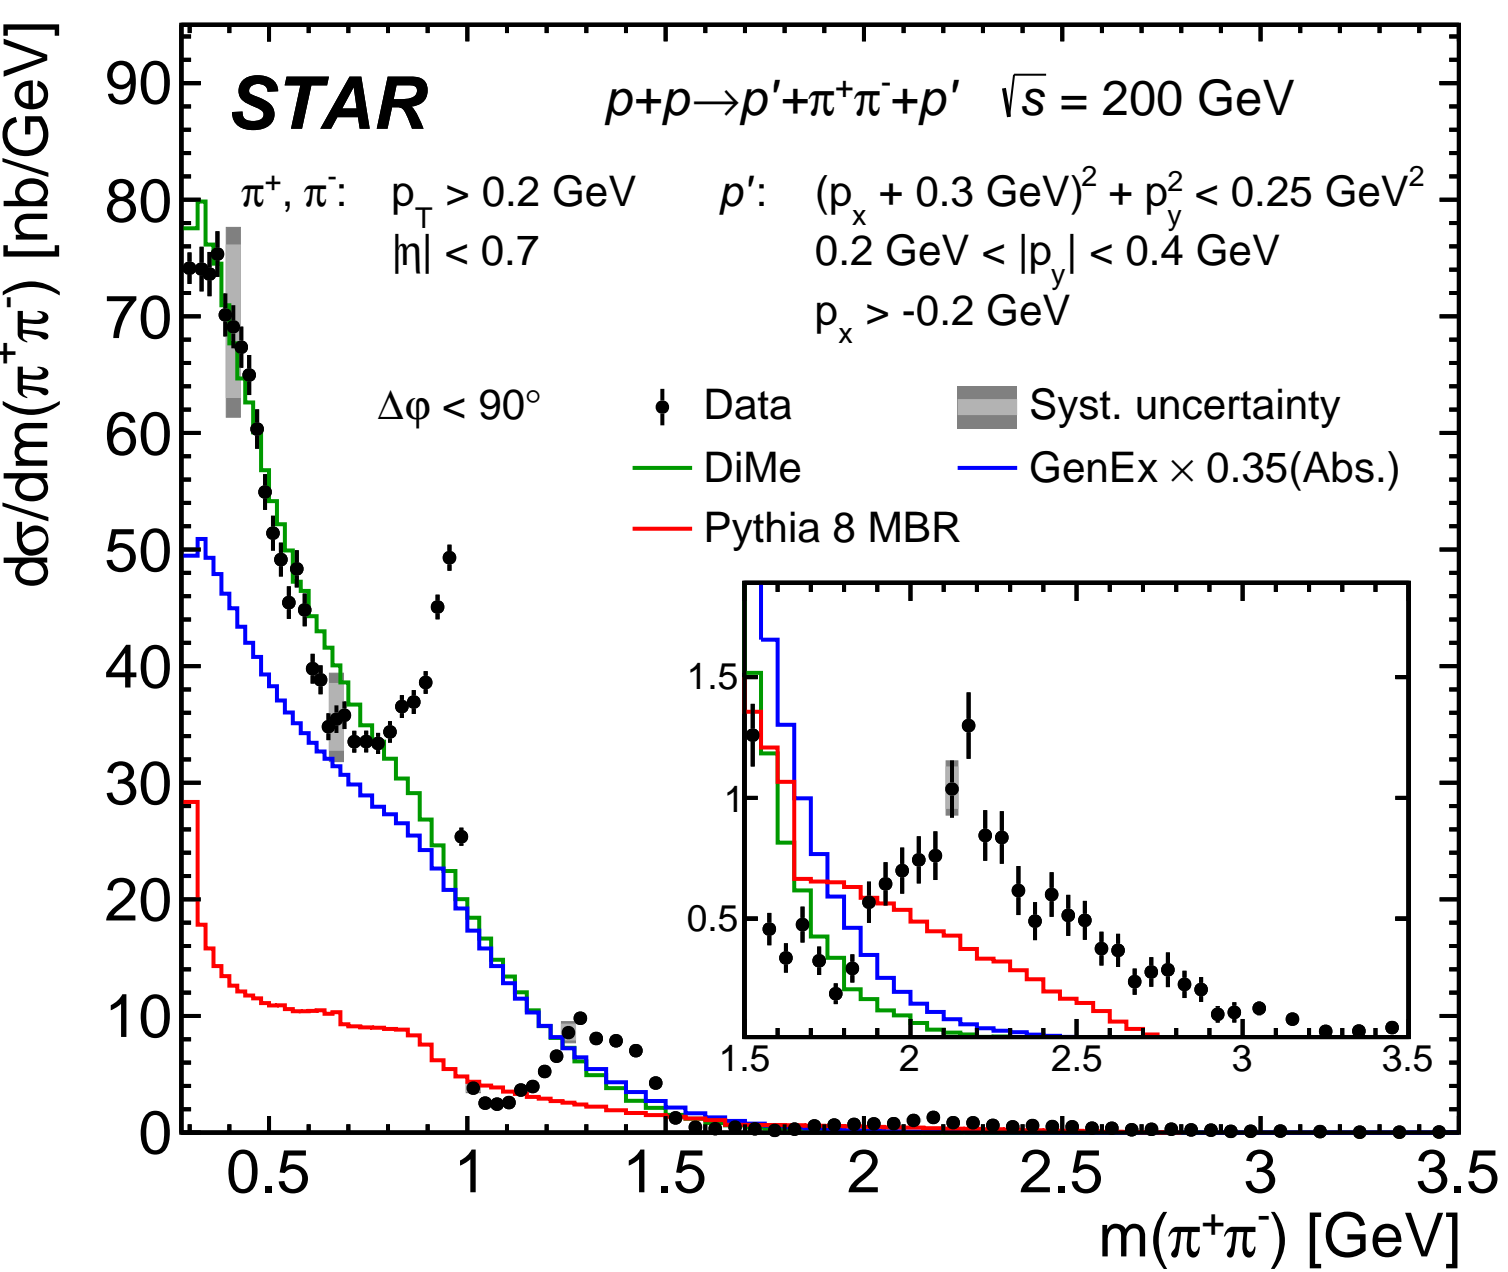 STAR
p+p→p′+π⁺π⁻+p′ √s = 200 GeV
π⁺, π⁻: p_T > 0.2 GeV
|η| < 0.7
p′: (p_x + 0.3 GeV)² + p_y² < 0.25 GeV²
0.2 GeV < |p_y| < 0.4 GeV
p_x > -0.2 GeV
Δφ < 90°
Data
Syst. uncertainty
DiMe
GenEx × 0.35(Abs.)
Pythia 8 MBR
dσ/dm(π⁺π⁻) [nb/GeV]
90
80
70
60
50
40
30
20
10
0
1.5
1
0.5
1.5 2 2.5 3 3.5
0.5 1 1.5 2 2.5 3 3.5
m(π⁺π⁻) [GeV]